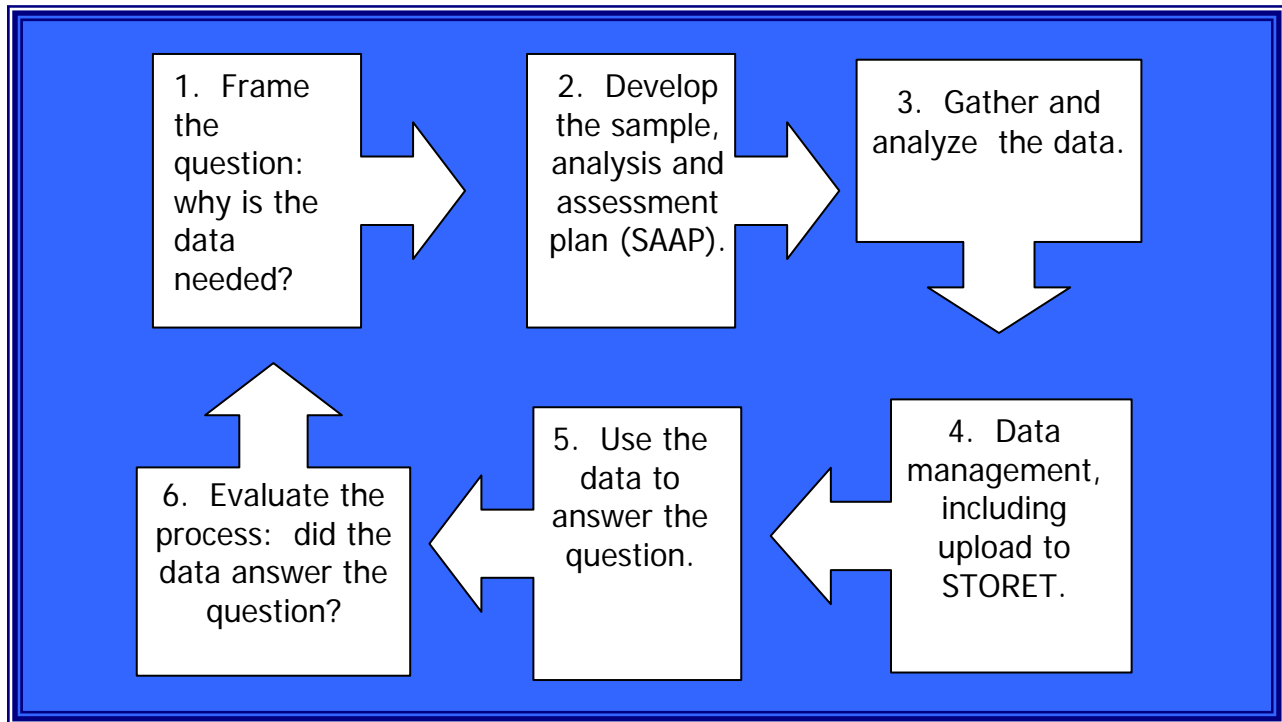 1. Frame
the
question:
why is the
data
needed?
2. Develop
the sample,
analysis and
assessment
plan (SAAP).
3. Gather and
analyze the data.
4. Data
management,
including
upload to
STORET.
5. Use the
data to
answer the
question.
6. Evaluate the
process: did the
data answer the
question?